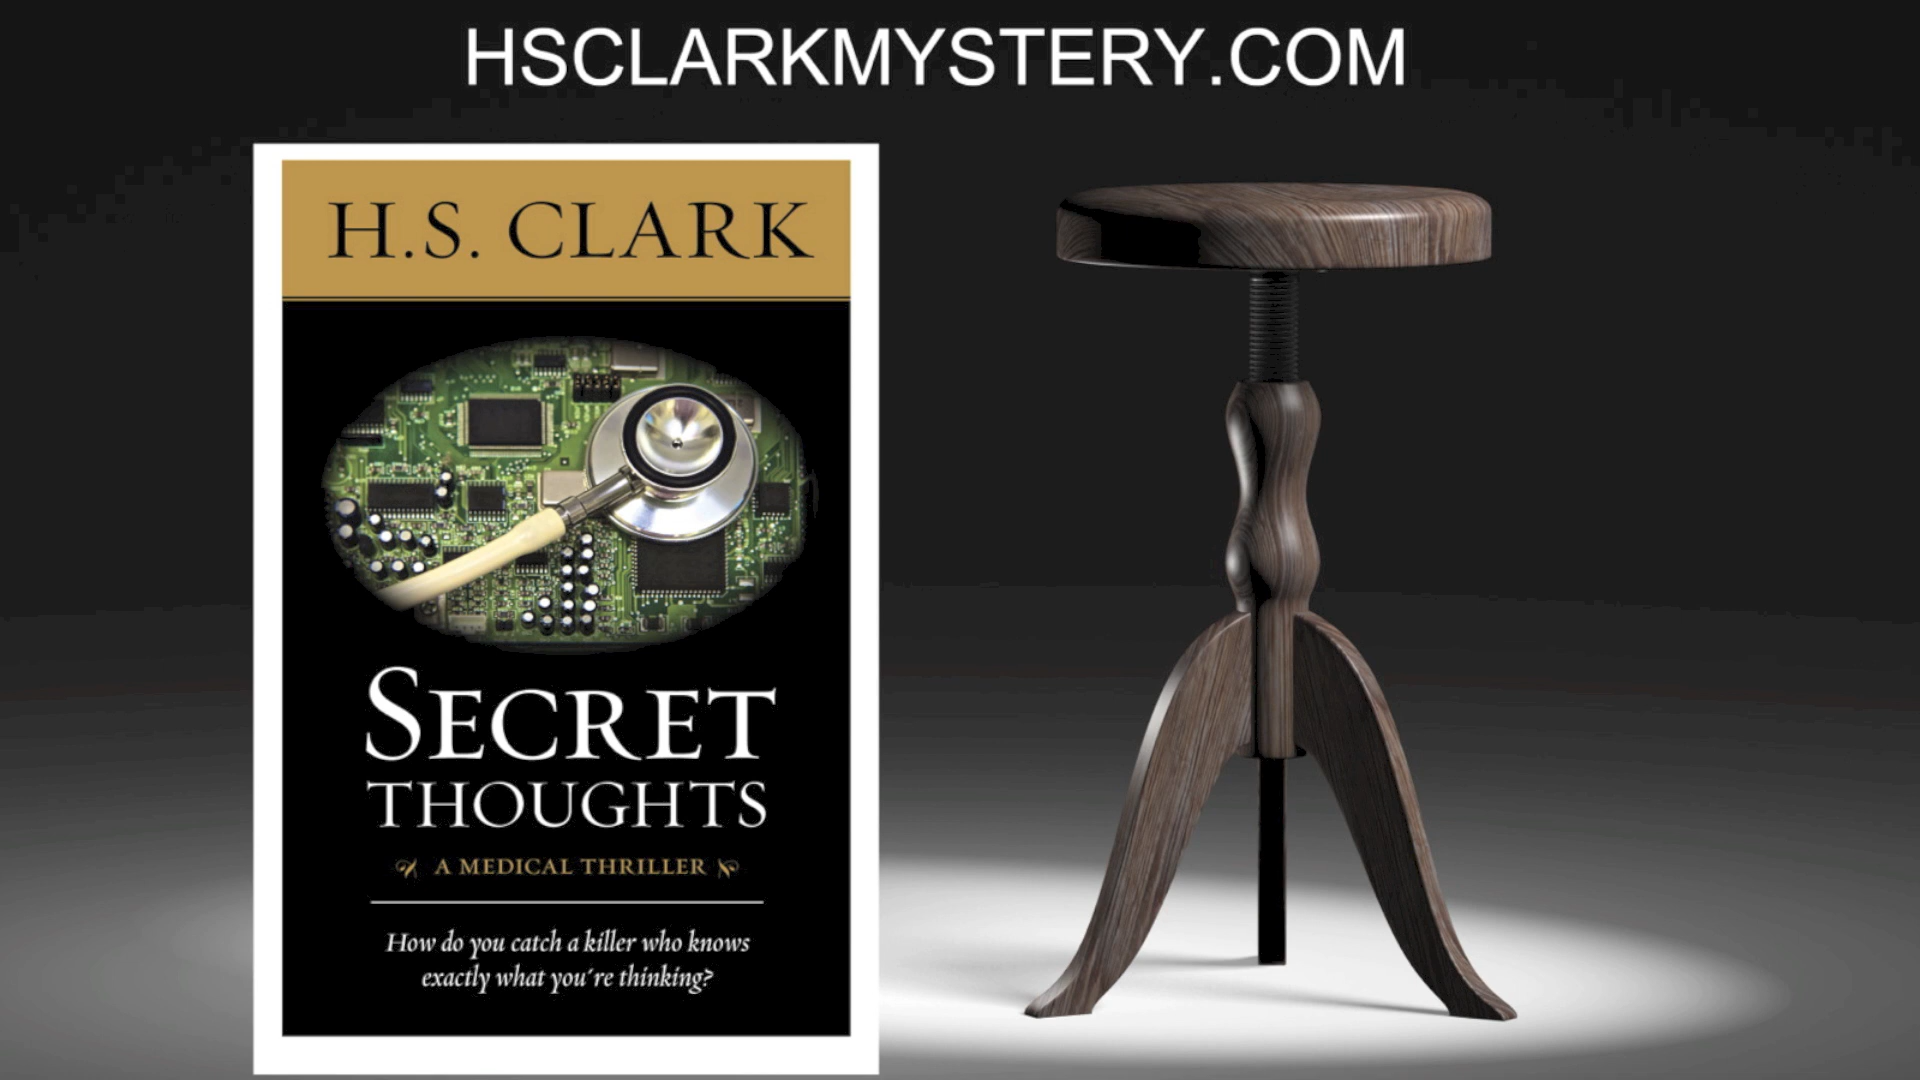 HSCLARKMYSTERY.COM
H.S. CLARK
SECRET
THOUGHTS
A MEDICAL THRILLER
How do you catch a killer who knows
exactly what you're thinking?